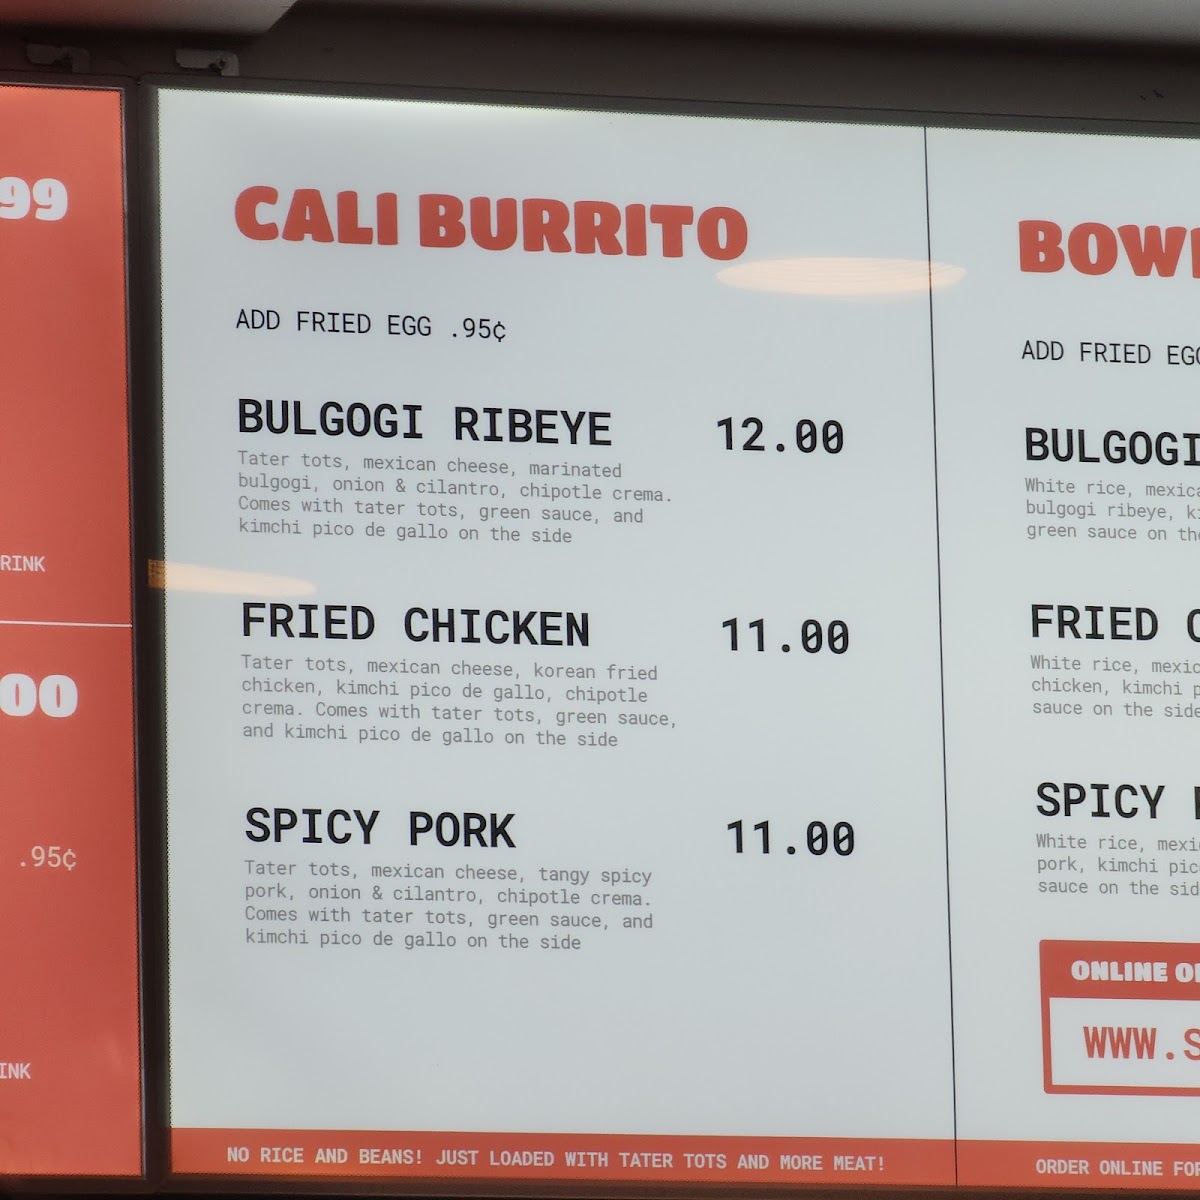 99
RINK
00
.95¢
INK
CALI BURRITO
ADD FRIED EGG .95¢
BULGOGI RIBEYE 12.00
Tater tots, mexican cheese, marinated
bulgogi, onion & cilantro, chipotle crema.
Comes with tater tots, green sauce, and
kimchi pico de gallo on the side
FRIED CHICKEN 11.00
Tater tots, mexican cheese, korean fried
chicken, kimchi pico de gallo, chipotle
crema. Comes with tater tots, green sauce,
and kimchi pico de gallo on the side
SPICY PORK 11.00
Tater tots, mexican cheese, tangy spicy
pork, onion & cilantro, chipotle crema.
Comes with tater tots, green sauce, and
kimchi pico de gallo on the side
NO RICE AND BEANS! JUST LOADED WITH TATER TOTS AND MORE MEAT!
BOW
ADD FRIED EGG
BULGOGI
White rice, mexica
bulgogi ribeye, ki
green sauce on the
FRIED C
White rice, mexic
chicken, kimchi p
sauce on the side
SPICY
White rice, mexi
pork, kimchi pic
sauce on the sid
ONLINE O
WWW.S
ORDER ONLINE FOR